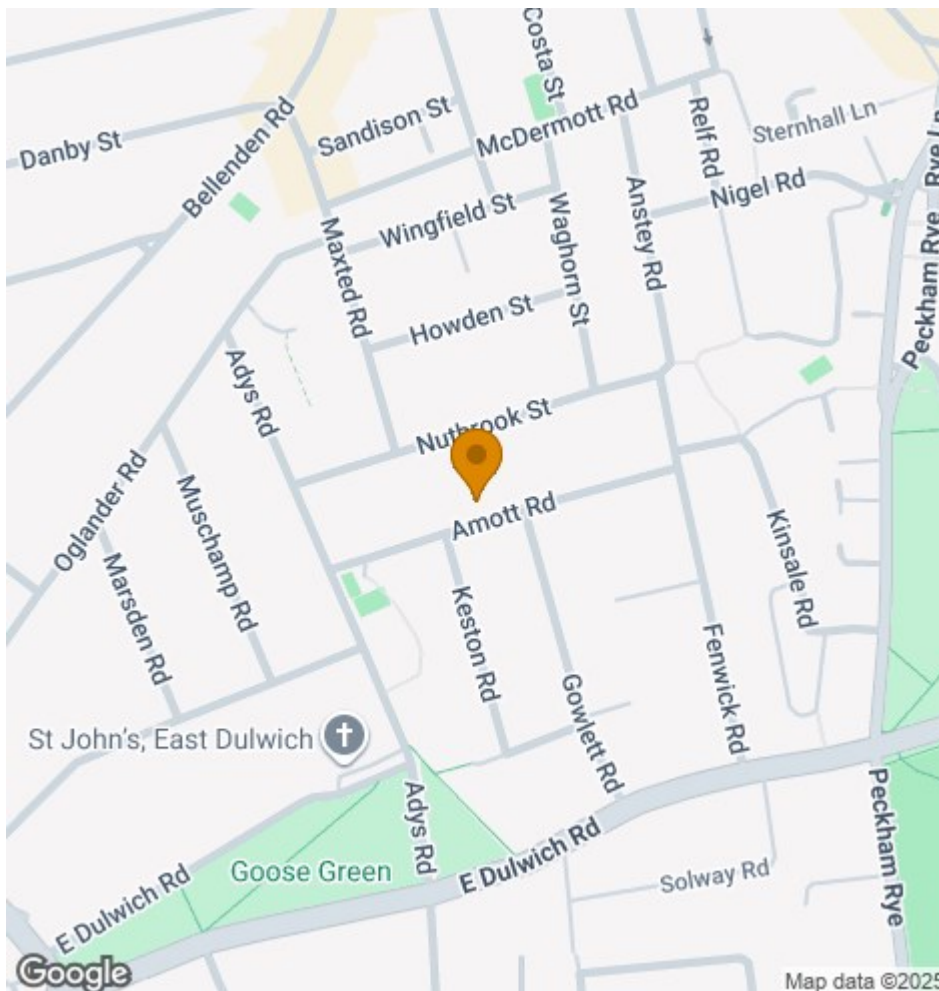 Costa St
Danby St
Bellenden Rd
Sandison St
McDermott Rd
Relf Rd
Sternhall Ln
Nigel Rd
Anstey Rd
Waghorn St
Wingfield St
Maxted Rd
Howden St
Peckham Rye
Rye Ln
Adys Rd
Nutbrook St
Oglander Rd
Muschamp Rd
Marsden Rd
Amott Rd
Keston Rd
Gowlett Rd
Fenwick Rd
Kinsale Rd
St John's, East Dulwich
Adys Rd
E Dulwich Rd
Goose Green
E Dulwich Rd
Solway Rd
Peckham Rye
Google
Map data ©2025